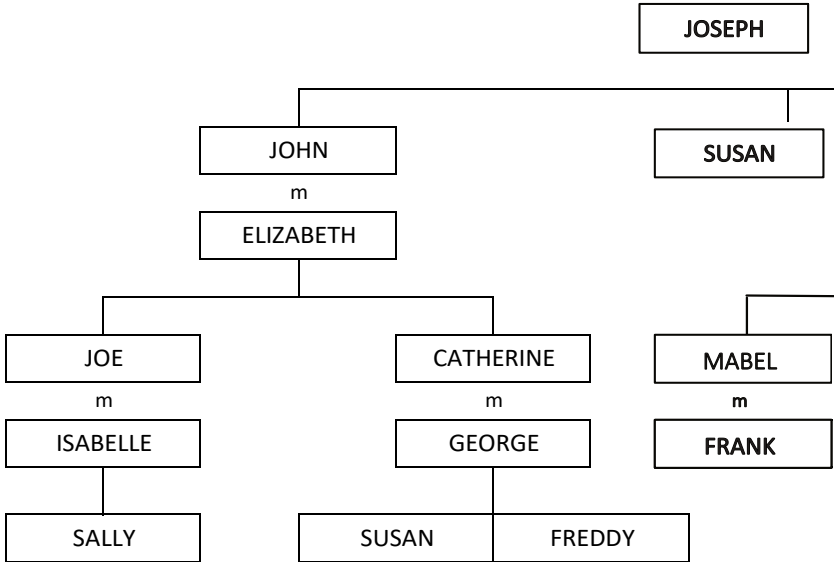 JOSEPH
JOHN SUSAN
m
ELIZABETH
JOE CATHERINE MABEL
m m m
ISABELLE GEORGE FRANK
SALLY SUSAN FREDDY